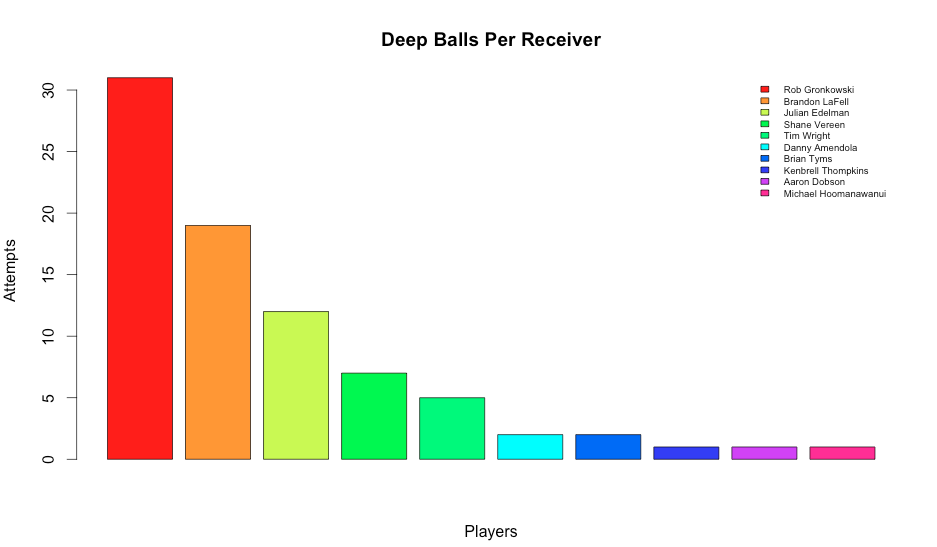 Deep Balls Per Receiver
Attempts
30
25
20
15
10
5
0
Rob Gronkowski
Brandon LaFell
Julian Edelman
Shane Vereen
Tim Wright
Danny Amendola
Brian Tyms
Kenbrell Thompkins
Aaron Dobson
Michael Hoomanawanui
Players